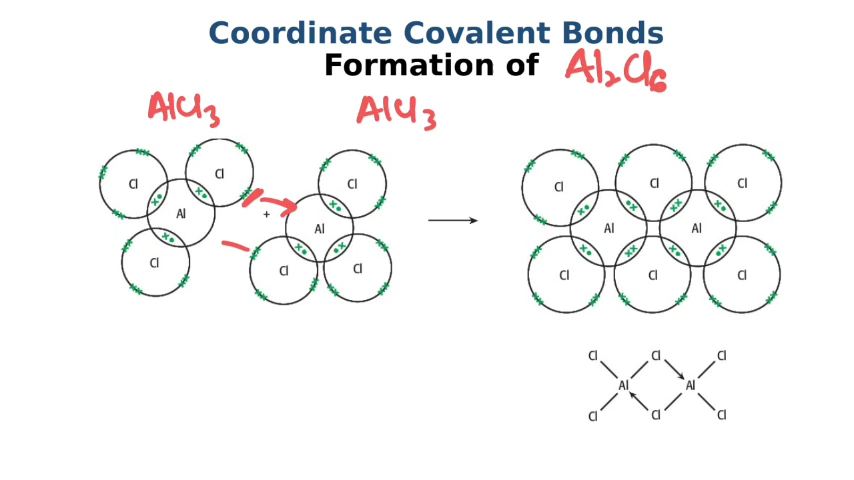 Coordinate Covalent Bonds
Formation of Al₂Cl₆
AlCl₃ AlCl₃
Cl Cl Al Cl
+
Cl Al Cl Cl
Cl Cl Cl
Al Al
Cl Cl Cl
Cl Cl Cl
Al Al
Cl Cl Cl